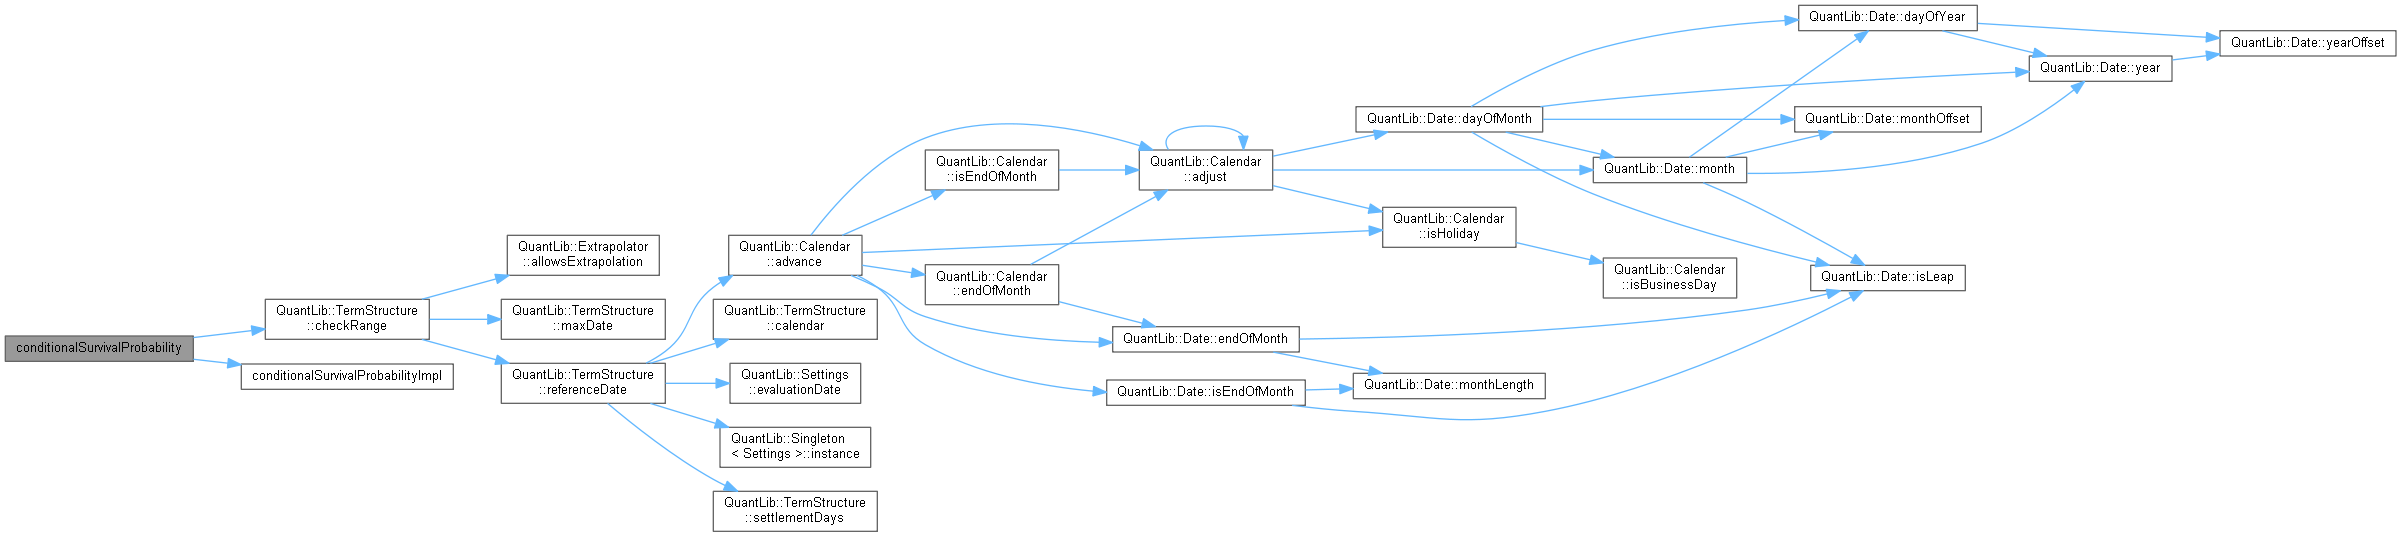 conditionalSurvivalProbability
QuantLib::TermStructure
::checkRange
conditionalSurvivalProbabilityImpl
QuantLib::Extrapolator
::allowsExtrapolation
QuantLib::TermStructure
::maxDate
QuantLib::TermStructure
::referenceDate
QuantLib::Calendar
::advance
QuantLib::TermStructure
::calendar
QuantLib::Settings
::evaluationDate
QuantLib::Singleton
< Settings >::instance
QuantLib::TermStructure
::settlementDays
QuantLib::Calendar
::isEndOfMonth
QuantLib::Calendar
::endOfMonth
QuantLib::Calendar
::adjust
QuantLib::Date::endOfMonth
QuantLib::Date::isEndOfMonth
QuantLib::Date::dayOfMonth
QuantLib::Calendar
::isHoliday
QuantLib::Date::monthLength
QuantLib::Date::month
QuantLib::Calendar
::isBusinessDay
QuantLib::Date::dayOfYear
QuantLib::Date::monthOffset
QuantLib::Date::isLeap
QuantLib::Date::year
QuantLib::Date::yearOffset